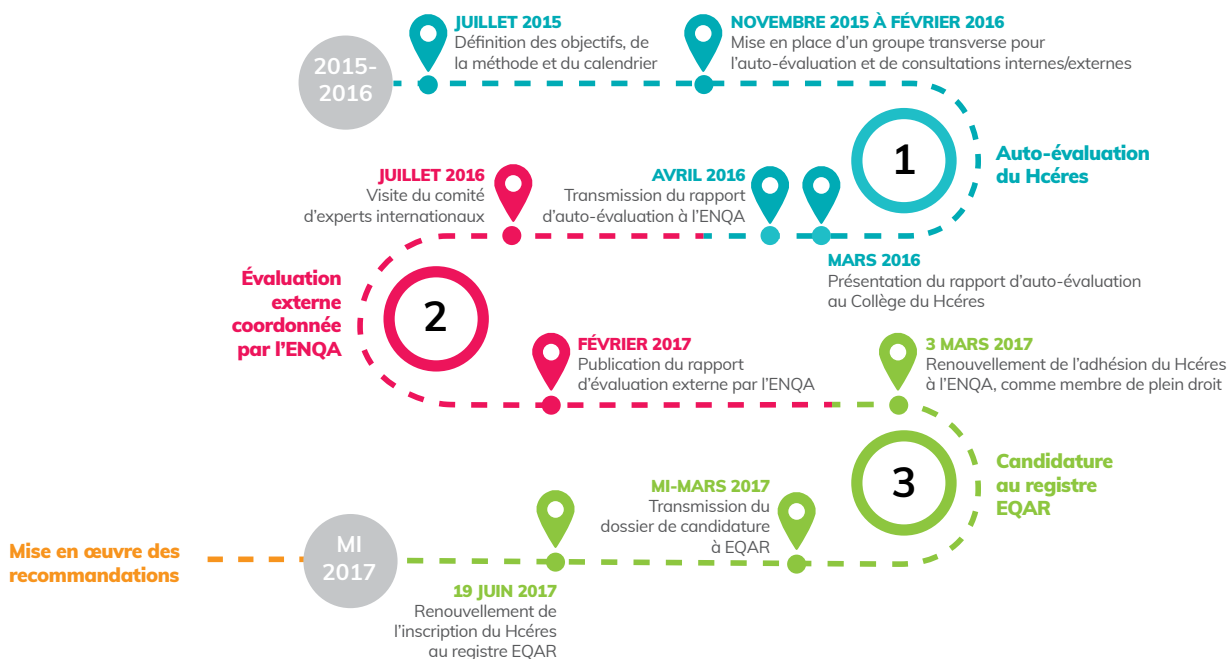 2015-
2016
JUILLET 2015
Définition des objectifs, de
la méthode et du calendrier
NOVEMBRE 2015 À FÉVRIER 2016
Mise en place d'un groupe transverse pour
l'auto-évaluation et de consultations internes/externes
1
Auto-évaluation
du Hcéres
MARS 2016
Présentation du rapport d'auto-évaluation
au Collège du Hcéres
AVRIL 2016
Transmission du rapport
d'auto-évaluation à l'ENQA
JUILLET 2016
Visite du comité
d'experts internationaux
2
Évaluation
externe
coordonnée
par l'ENQA
FÉVRIER 2017
Publication du rapport
d'évaluation externe par l'ENQA
3 MARS 2017
Renouvellement de l'adhésion du Hcéres
à l'ENQA, comme membre de plein droit
3
Candidature
au registre
EQAR
MI-MARS 2017
Transmission du
dossier de candidature
à EQAR
19 JUIN 2017
Renouvellement de
l'inscription du Hcéres
au registre EQAR
MI
2017
Mise en œuvre des
recommandations